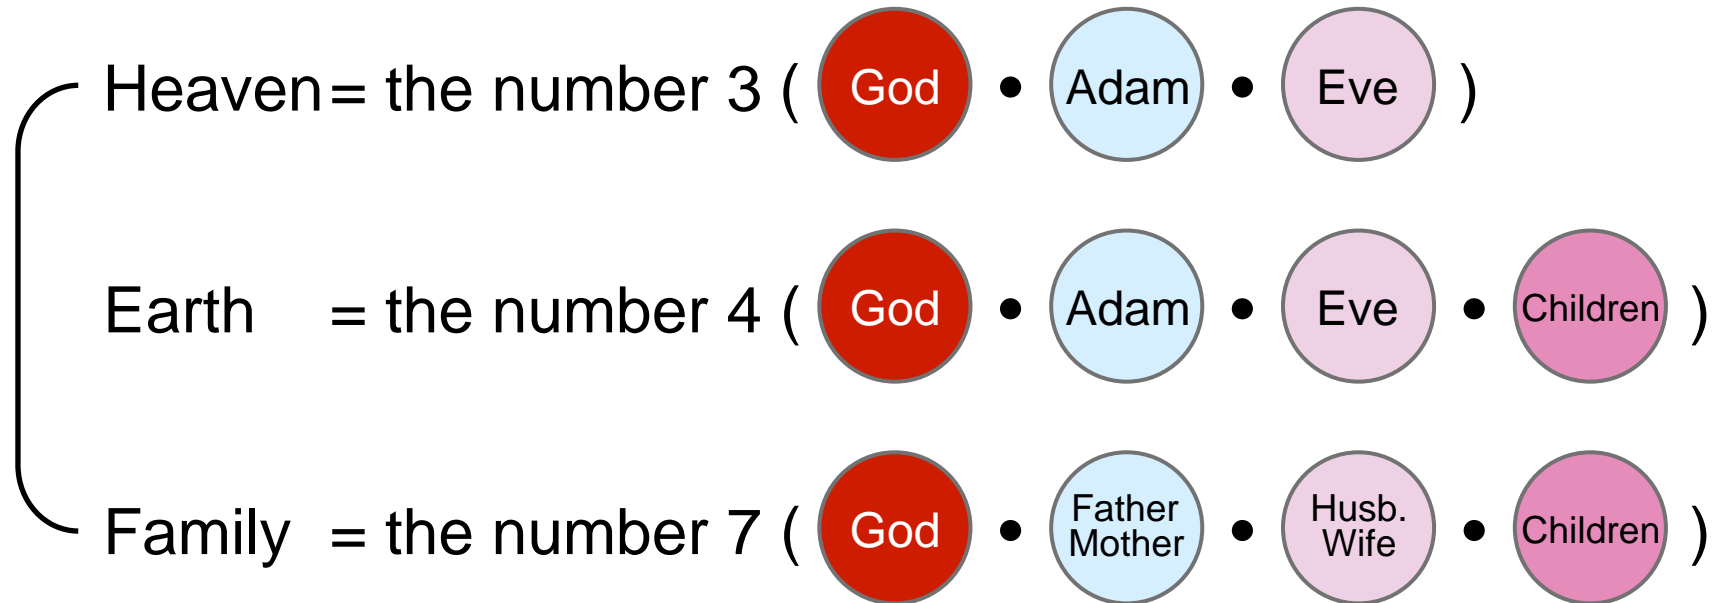 Heaven = the number 3 ( God • Adam • Eve )
Earth = the number 4 ( God • Adam • Eve • Children )
Family = the number 7 ( God • Father Mother • Husb. Wife • Children )